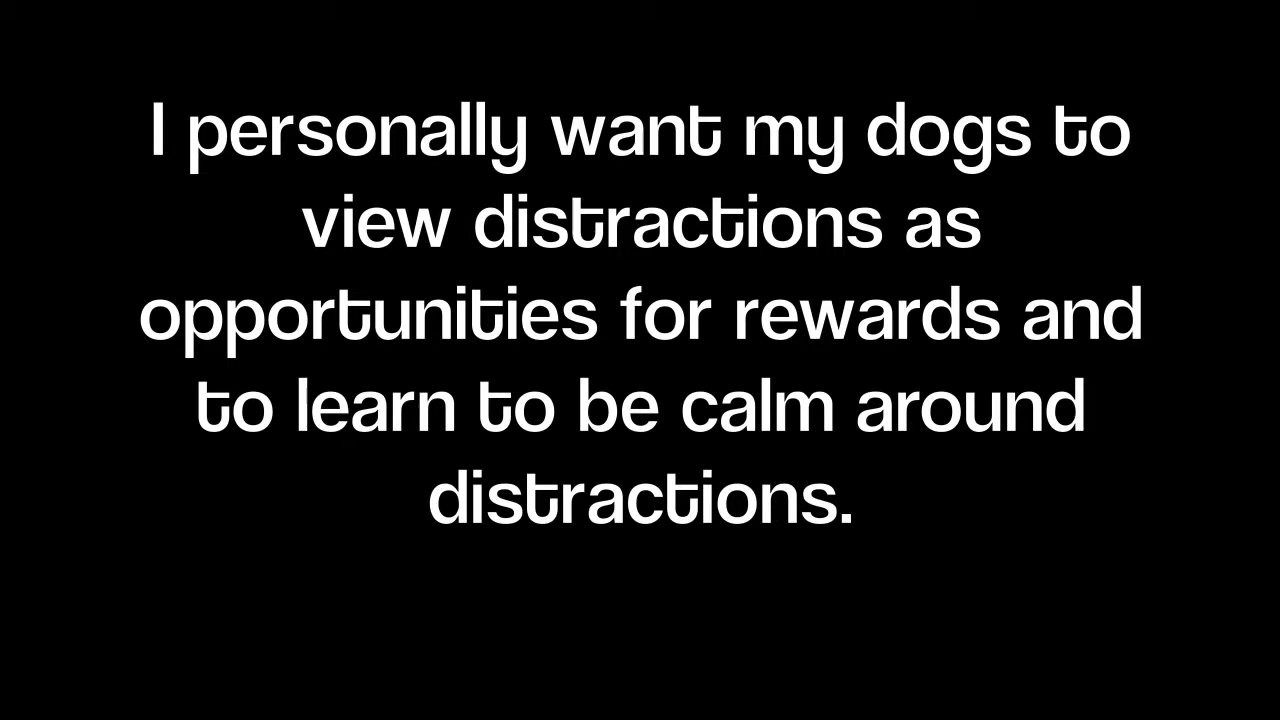 I personally want my dogs to
view distractions as
opportunities for rewards and
to learn to be calm around
distractions.